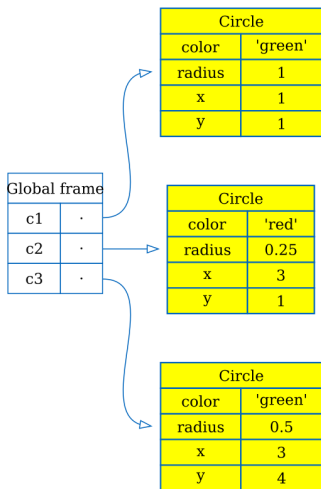 Circle
color 'green'
radius 1
x 1
y 1
Global frame
c1 ·
c2 ·
c3 ·
Circle
color 'red'
radius 0.25
x 3
y 1
Circle
color 'green'
radius 0.5
x 3
y 4